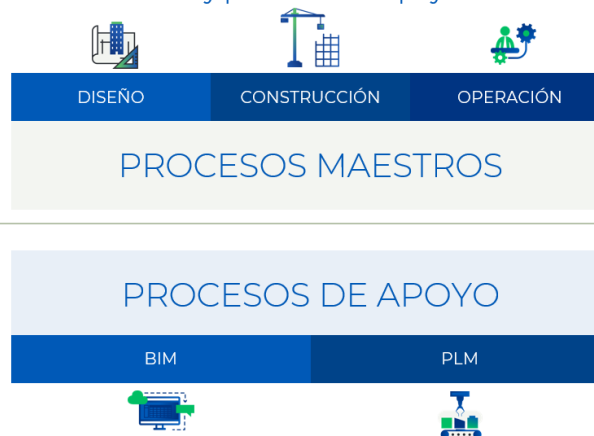 DISEÑO CONSTRUCCIÓN OPERACIÓN
PROCESOS MAESTROS
PROCESOS DE APOYO
BIM PLM